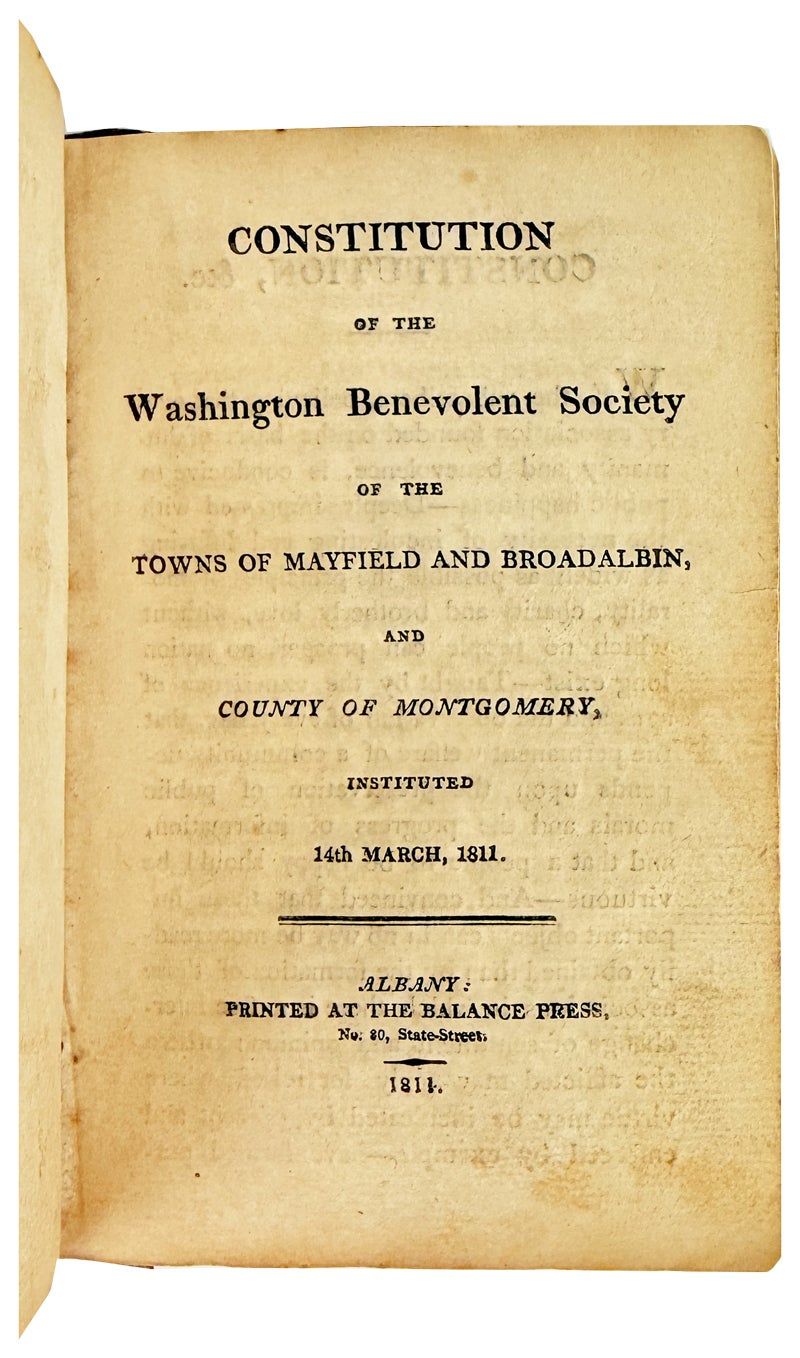 CONSTITUTION
OF THE
Washington Benevolent Society
OF THE
TOWNS OF MAYFIELD AND BROADALBIN,
AND
COUNTY OF MONTGOMERY,
INSTITUTED
14th MARCH, 1811.
ALBANY:
PRINTED AT THE BALANCE PRESS,
No. 80, State-Street.
1811.